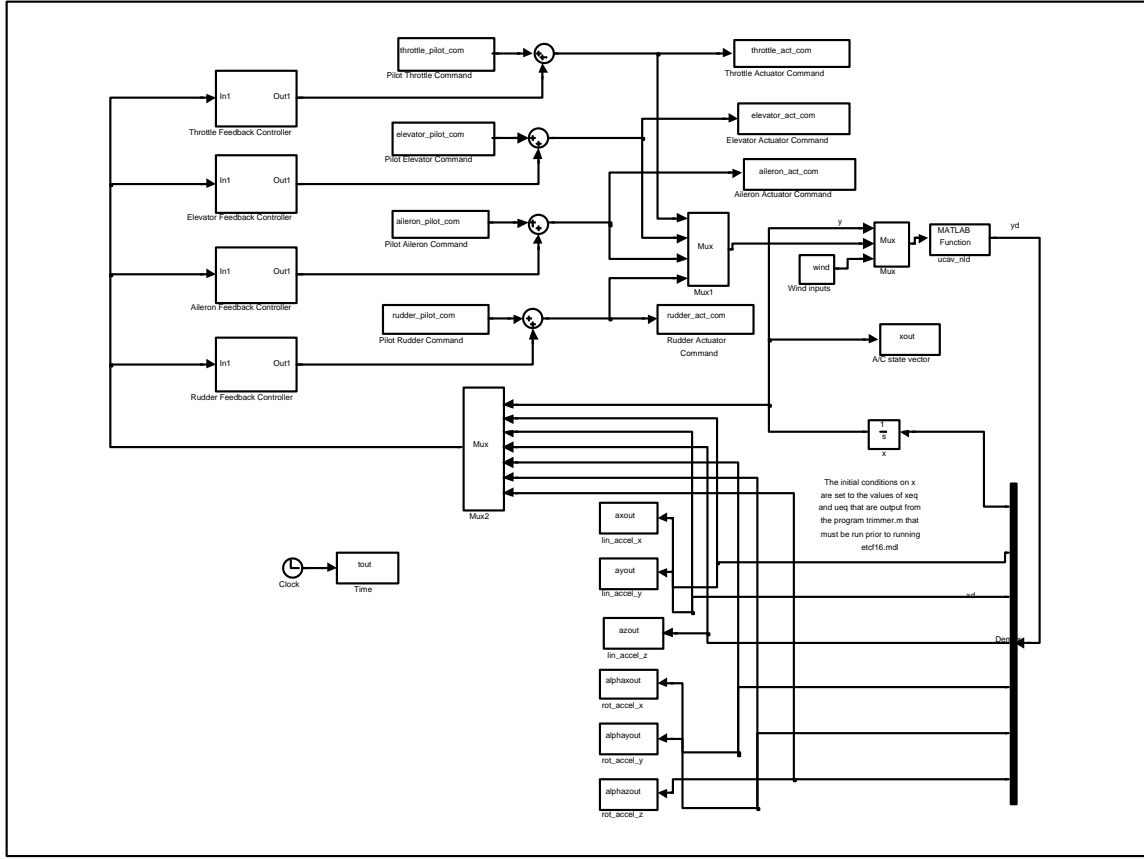 throttle_pilot_com
Pilot Throttle Command
throttle_act_com
Throttle Actuator Command
In1 Out1
Throttle Feedback Controller
elevator_pilot_com
Pilot Elevator Command
elevator_act_com
Elevator Actuator Command
In1 Out1
Elevator Feedback Controller
aileron_act_com
Aileron Actuator Command
aileron_pilot_com
Pilot Aileron Command
Mux
Mux1
y
Mux
Mux
MATLAB
Function
ucav_nld
yd
wind
Wind inputs
In1 Out1
Aileron Feedback Controller
rudder_pilot_com
Pilot Rudder Command
rudder_act_com
Rudder Actuator
Command
xout
A/C state vector
In1 Out1
Rudder Feedback Controller
Mux
Mux2
1
s
x
The initial conditions on x
are set to the values of xeq
and ueq that are output from
the program trimmer.m that
must be run prior to running
etcf16.mdl
axout
lin_accel_x
ayout
lin_accel_y
tout
Time
Clock
xd
azout
lin_accel_z
alphaxout
rot_accel_x
alphayout
rot_accel_y
alphazout
rot_accel_z